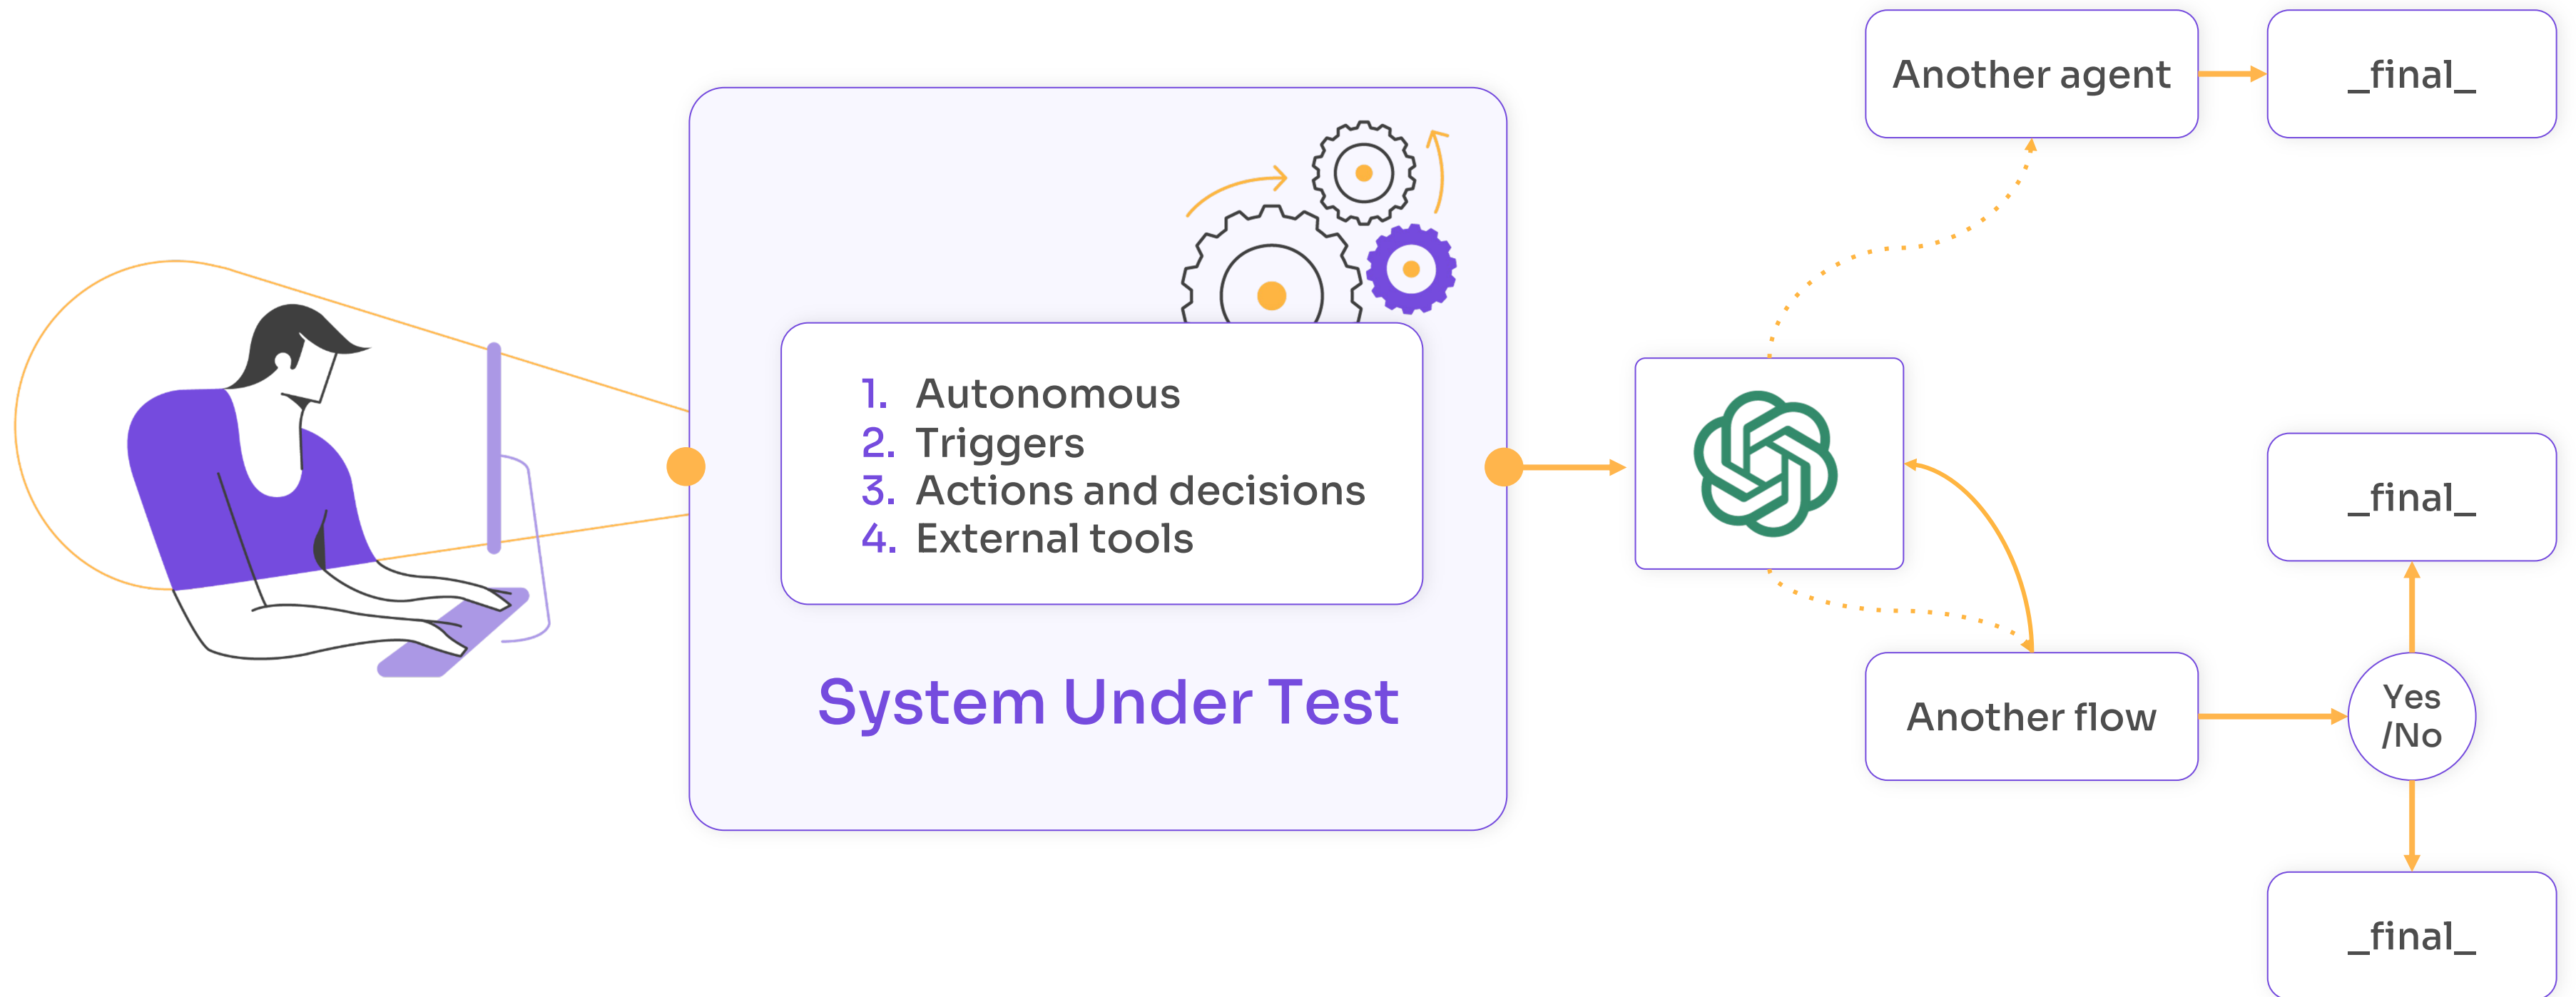 Another agent
_final_
1. Autonomous
2. Triggers
3. Actions and decisions
4. External tools
System Under Test
_final_
Another flow
Yes
/No
_final_